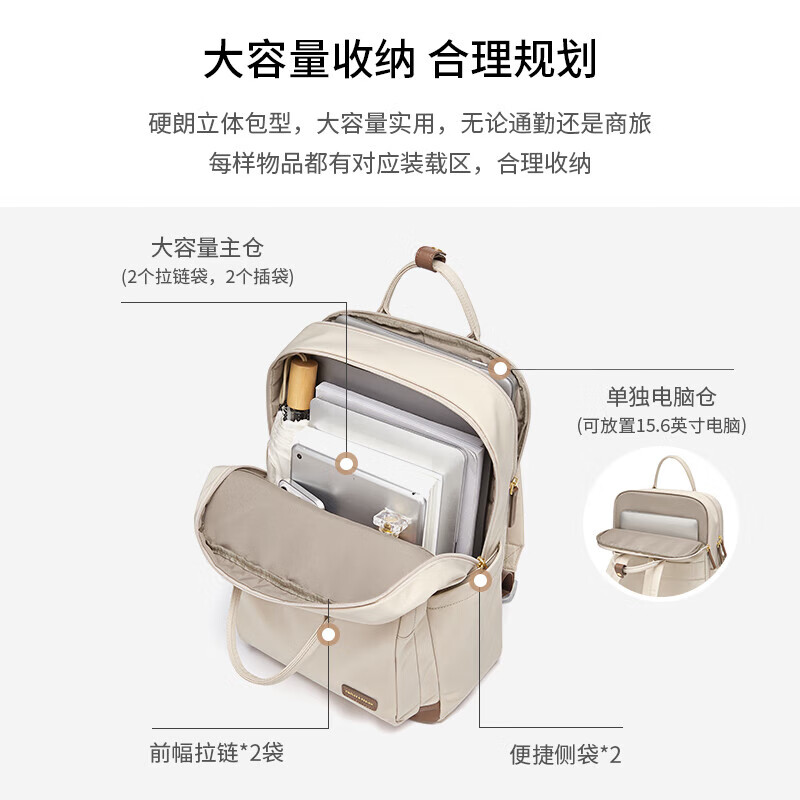 大容量收纳 合理规划
硬朗立体包型，大容量实用，无论通勤还是商旅
每样物品都有对应装载区，合理收纳
大容量主仓
(2个拉链袋，2个插袋)
单独电脑仓
(可放置15.6英寸电脑)
前幅拉链*2袋
便捷侧袋*2